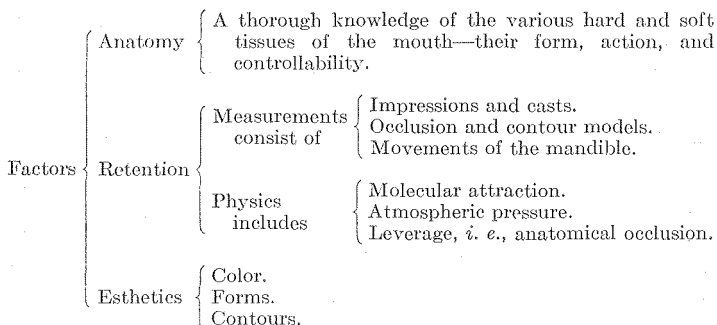 A thorough knowledge of the various hard and soft
Anatomy tissues of the mouth—their form, action, and
controllability.
Impressions and casts.
Measurements
consist of Occlusion and contour models.
Movements of the mandible.
Factors Retention
Molecular attraction.
Physics
includes Atmospheric pressure.
Leverage, i. e., anatomical occlusion.
Color.
Esthetics Forms.
Contours.